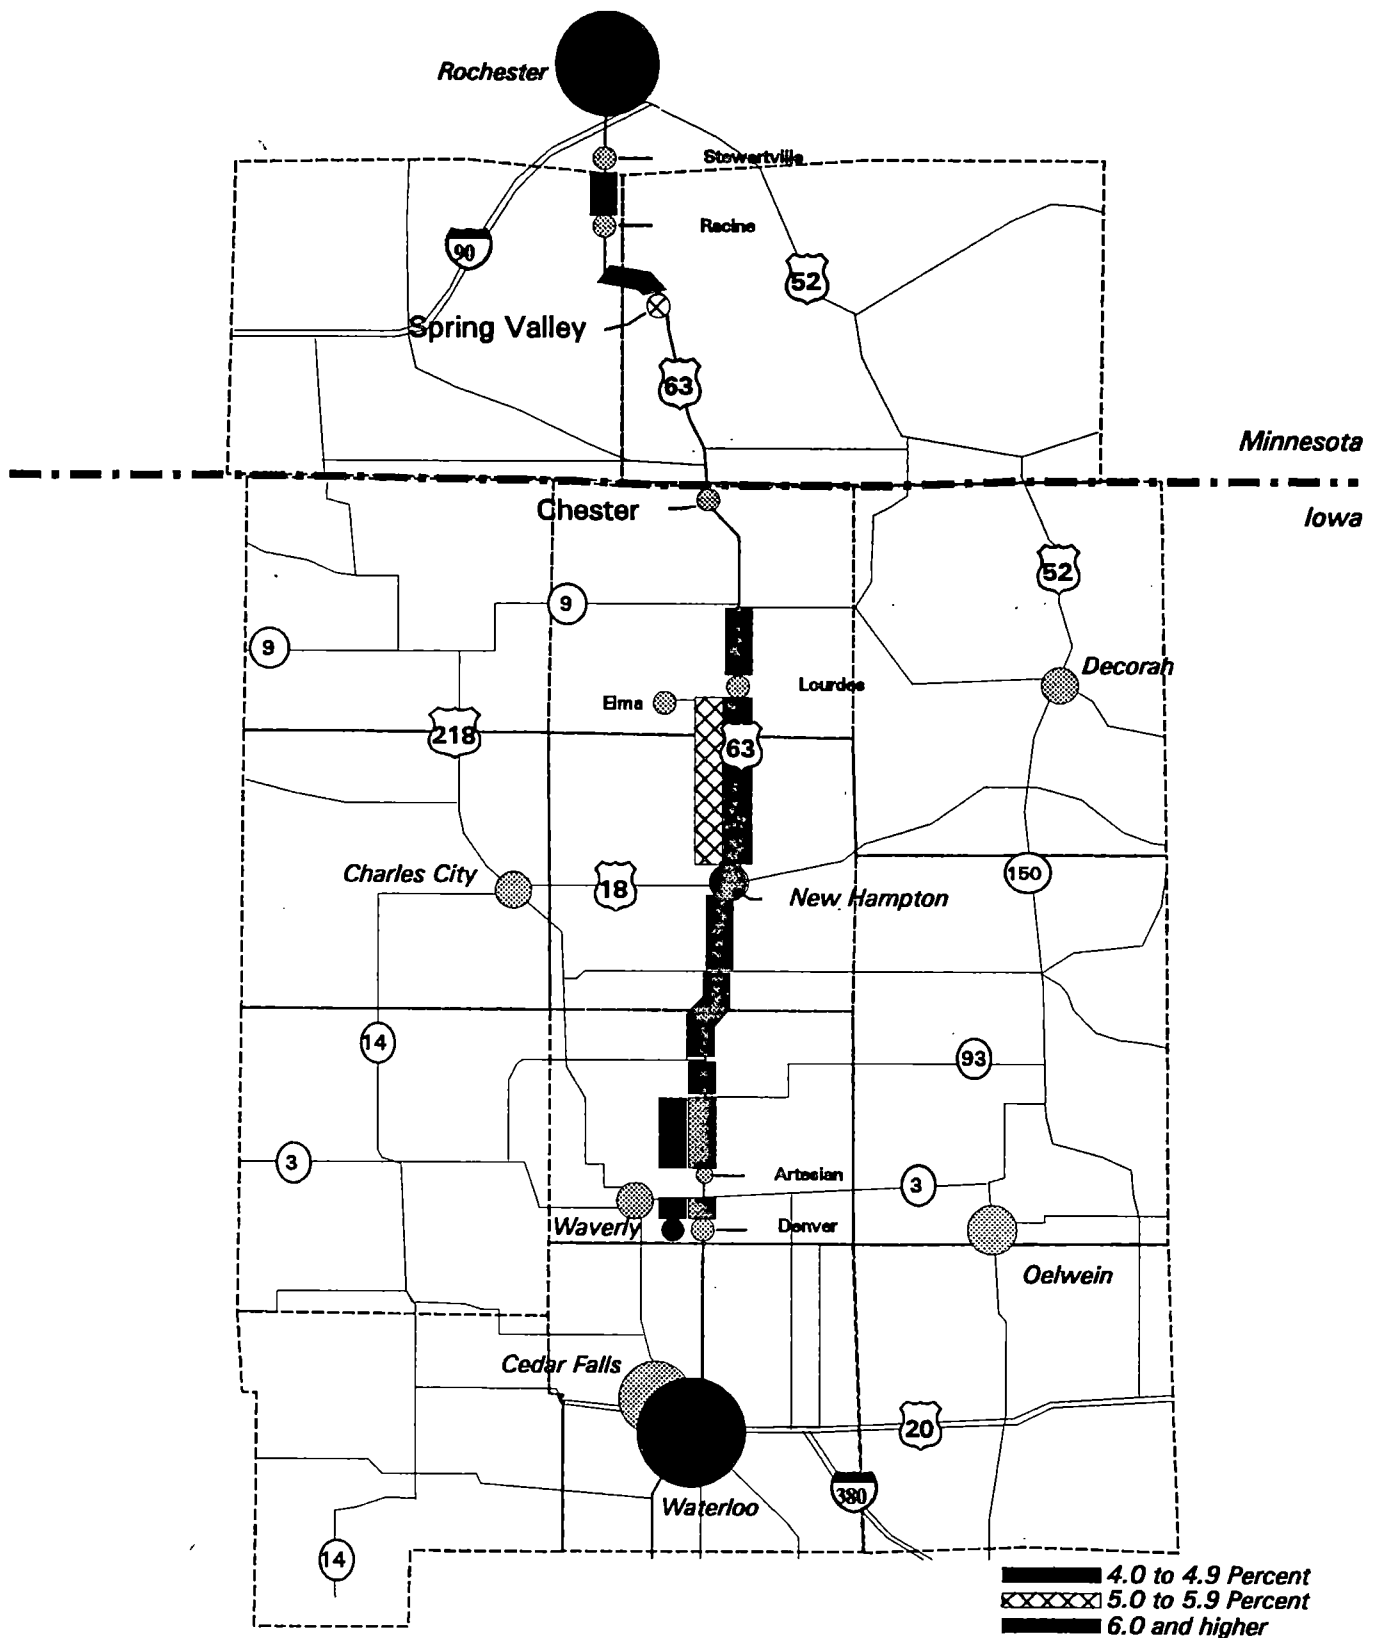 Rochester
Stewartville
Racine
90
52
Spring Valley
63
Minnesota
Chester
Iowa
52
9
9
Decorah
Lourdes
Elma
218
63
Charles City
18
150
New Hampton
14
93
3
Artesian
3
Waverly
Denver
Oelwein
Cedar Falls
20
380
Waterloo
14
4.0 to 4.9 Percent
5.0 to 5.9 Percent
6.0 and higher